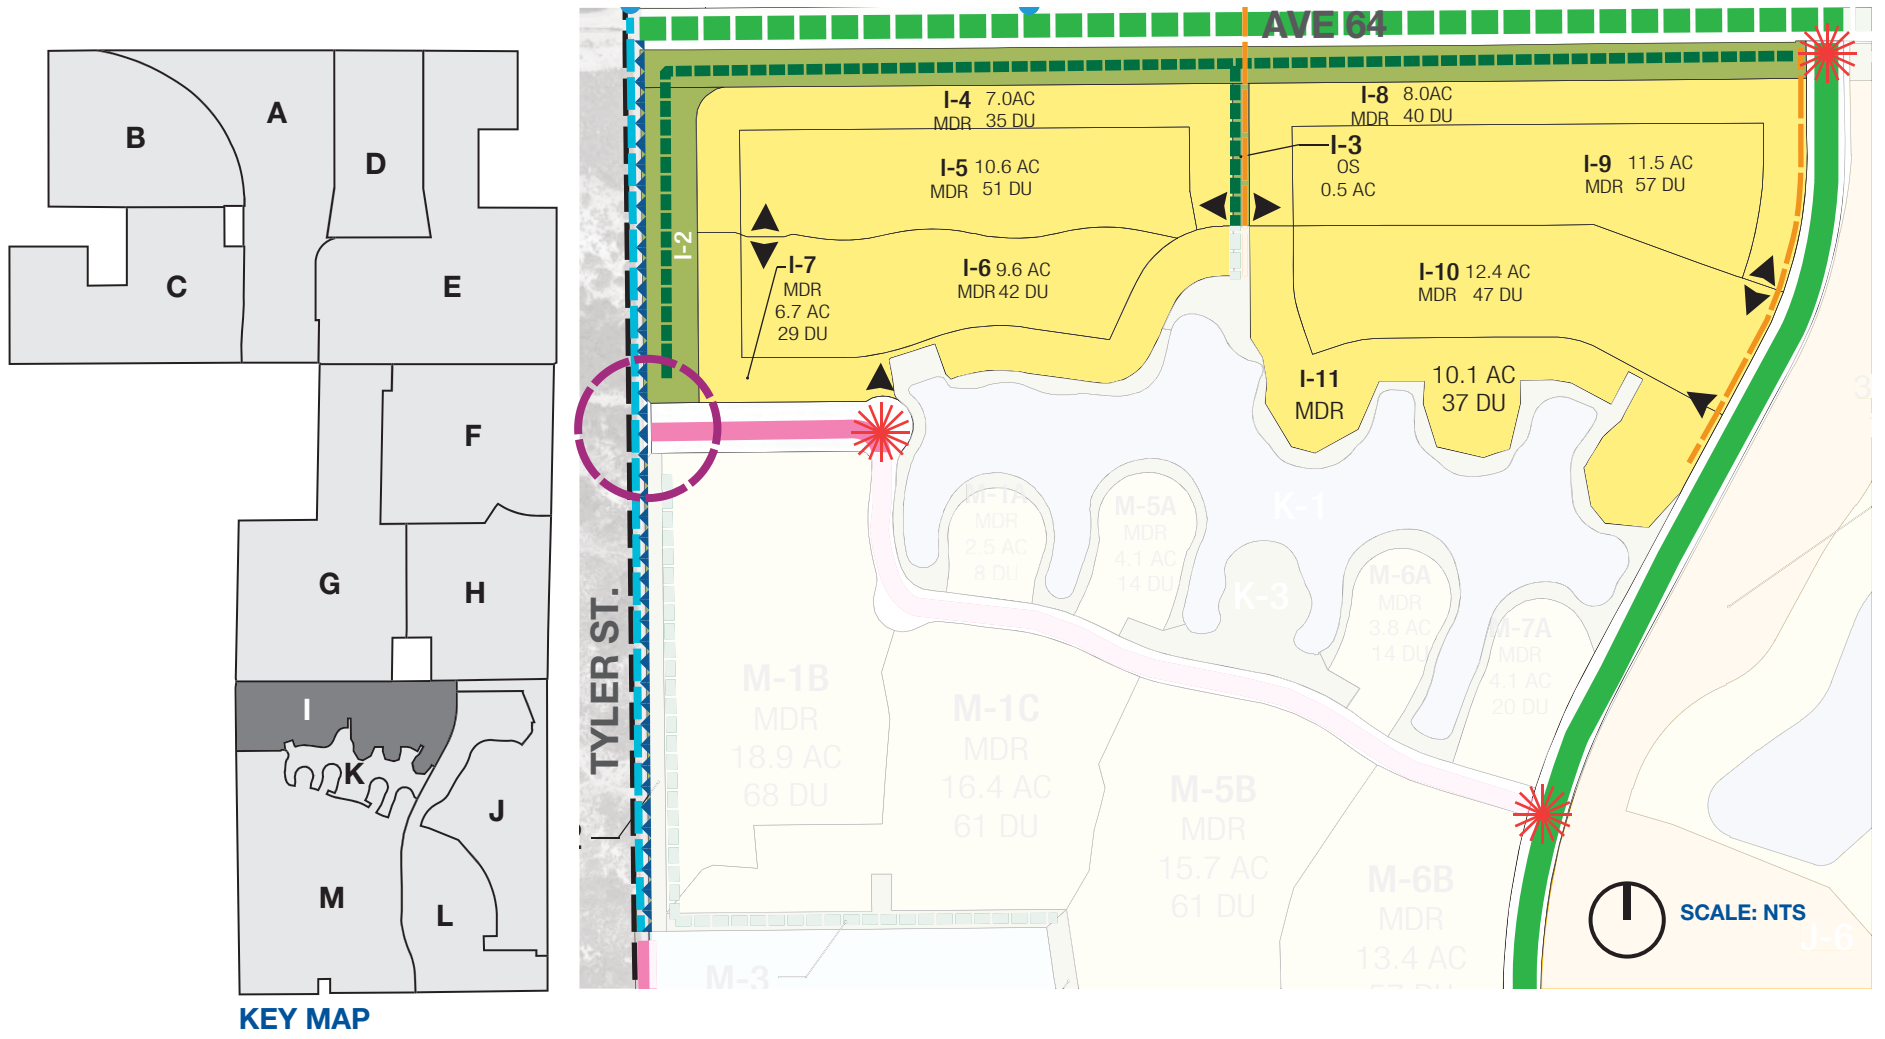 A
B
D
C
E
F
G
H
I
K
J
M
L
KEY MAP
AVE 64
I-4 7.0AC
MDR 35 DU
I-8 8.0AC
MDR 40 DU
I-3
OS
0.5 AC
I-5 10.6 AC
MDR 51 DU
I-9 11.5 AC
MDR 57 DU
I-2
I-7
MDR
6.7 AC
29 DU
I-6 9.6 AC
MDR 42 DU
I-10 12.4 AC
MDR 47 DU
I-11
MDR
10.1 AC
37 DU
M-1A
MDR
2.5 AC
8 DU
M-5A
MDR
4.1 AC
14 DU
K-1
K-3
M-6A
MDR
3.8 AC
14 DU
M-7A
MDR
4.1 AC
20 DU
TYLER ST.
M-1B
MDR
18.9 AC
68 DU
M-1C
MDR
16.4 AC
61 DU
M-5B
MDR
15.7 AC
61 DU
M-6B
MDR
13.4 AC
M-3
J-6
SCALE: NTS